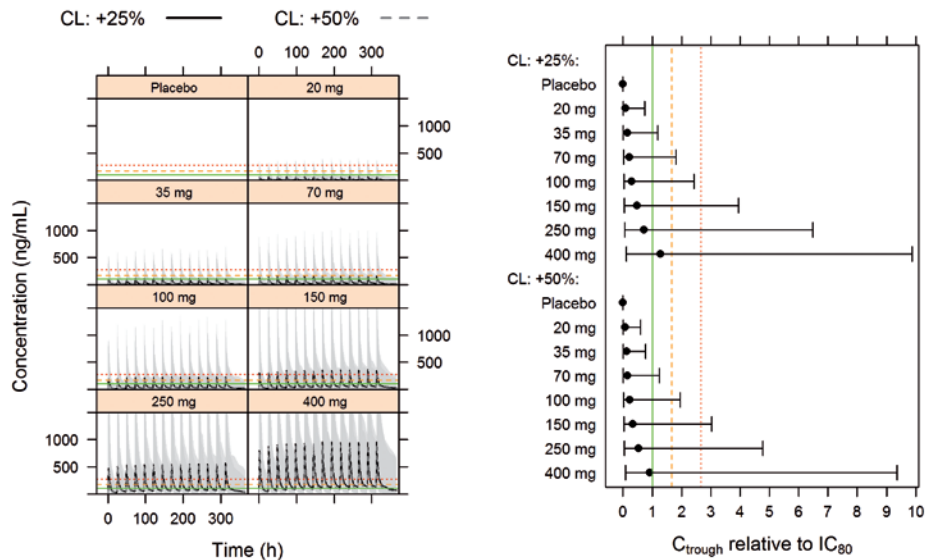 CL: +25% CL: +50%
0 100 200 300
Placebo 20 mg
1000
500
35 mg 70 mg
1000
500
100 mg 150 mg
1000
500
250 mg 400 mg
1000
500
0 100 200 300
Concentration (ng/mL)
Time (h)
CL: +25%:
Placebo
20 mg
35 mg
70 mg
100 mg
150 mg
250 mg
400 mg
CL: +50%:
Placebo
20 mg
35 mg
70 mg
100 mg
150 mg
250 mg
400 mg
0 1 2 3 4 5 6 7 8 9 10
Ctrough relative to IC80